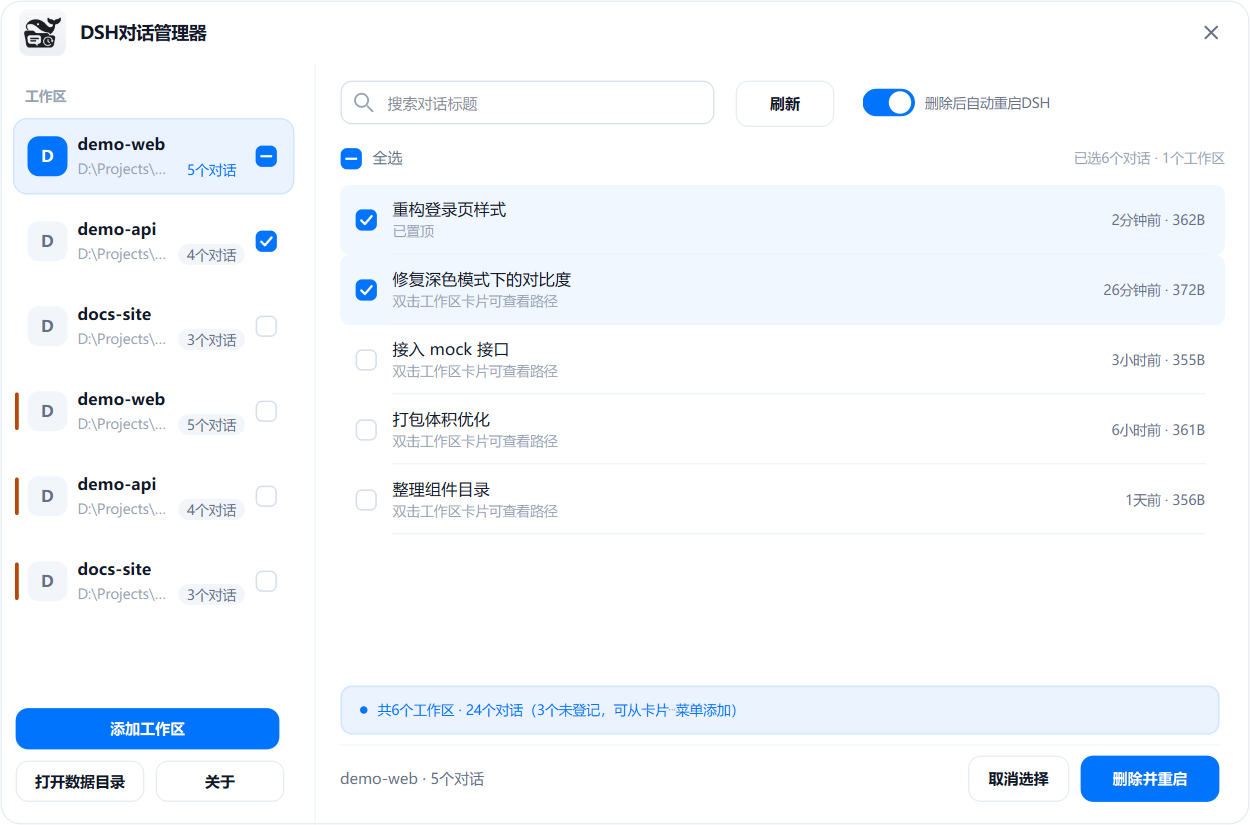 DSH对话管理器
工作区
demo-web
D
D:\Projects\...
5个对话
demo-api
D
D:\Projects\...
4个对话
docs-site
D
D:\Projects\...
3个对话
demo-web
D
D:\Projects\...
5个对话
demo-api
D
D:\Projects\...
4个对话
docs-site
D
D:\Projects\...
3个对话
添加工作区
打开数据目录
关于
搜索对话标题
刷新
删除后自动重启DSH
全选
已选6个对话 · 1个工作区
重构登录页样式
已置顶
2分钟前 · 362B
修复深色模式下的对比度
双击工作区卡片可查看路径
26分钟前 · 372B
接入 mock 接口
双击工作区卡片可查看路径
3小时前 · 355B
打包体积优化
双击工作区卡片可查看路径
6小时前 · 361B
整理组件目录
双击工作区卡片可查看路径
1天前 · 356B
共6个工作区 · 24个对话（3个未登记，可从卡片···菜单添加）
demo-web · 5个对话
取消选择
删除并重启